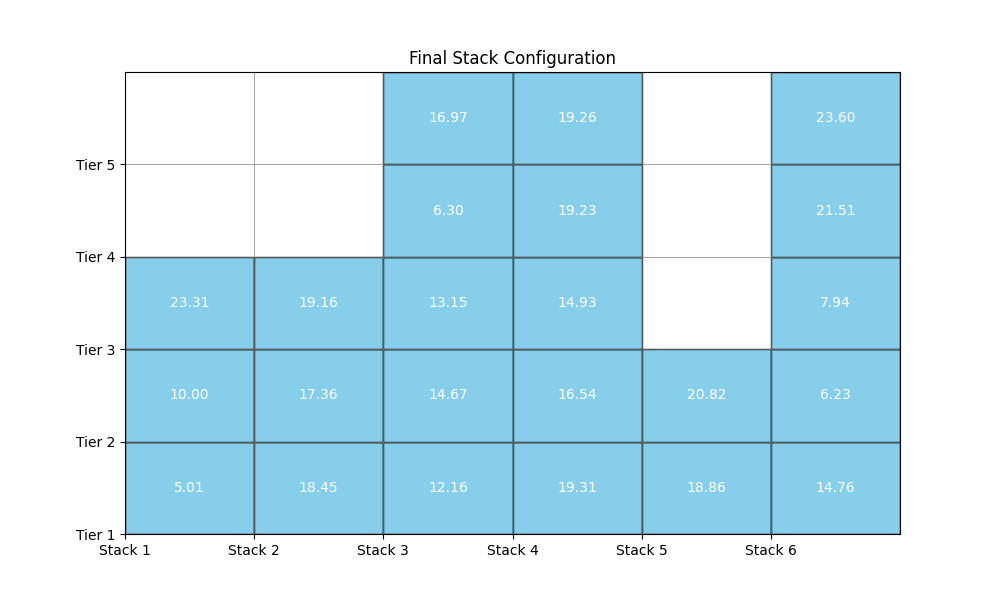 Final Stack Configuration
16.97 19.26 23.60
Tier 5
6.30 19.23 21.51
Tier 4
23.31 19.16 13.15 14.93 7.94
Tier 3
10.00 17.36 14.67 16.54 20.82 6.23
Tier 2
5.01 18.45 12.16 19.31 18.86 14.76
Tier 1
Stack 1 Stack 2 Stack 3 Stack 4 Stack 5 Stack 6